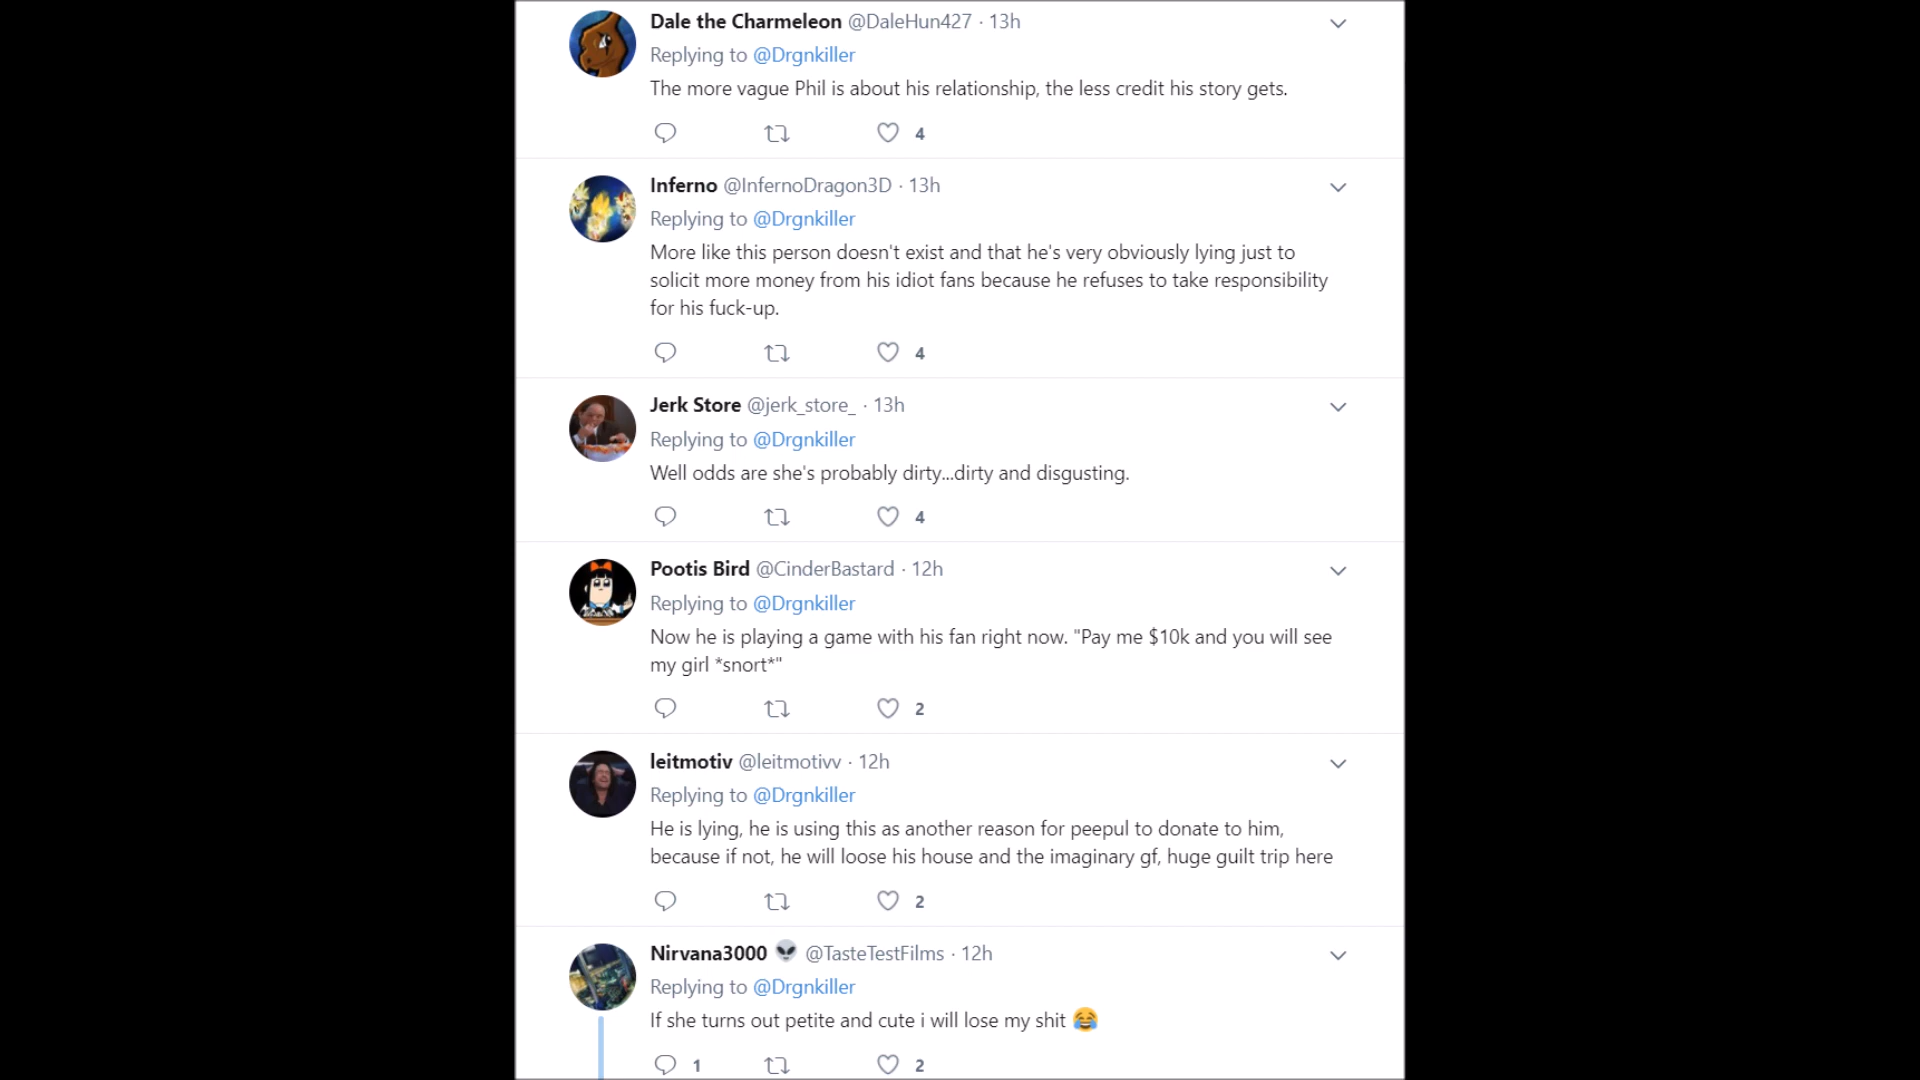 Dale the Charmeleon @DaleHun427 · 13h
Replying to @Drgnkiller
The more vague Phil is about his relationship, the less credit his story gets.
4
Inferno @InfernoDragon3D · 13h
Replying to @Drgnkiller
More like this person doesn't exist and that he's very obviously lying just to
solicit more money from his idiot fans because he refuses to take responsibility
for his fuck-up.
4
Jerk Store @jerk_store_ · 13h
Replying to @Drgnkiller
Well odds are she's probably dirty...dirty and disgusting.
4
Pootis Bird @CinderBastard · 12h
Replying to @Drgnkiller
Now he is playing a game with his fan right now. "Pay me $10k and you will see
my girl *snort*"
2
leitmotiv @leitmotivv · 12h
Replying to @Drgnkiller
He is lying, he is using this as another reason for peepul to donate to him,
because if not, he will loose his house and the imaginary gf, huge guilt trip here
2
Nirvana3000 👽 @TasteTestFilms · 12h
Replying to @Drgnkiller
If she turns out petite and cute i will lose my shit 😂
1 2